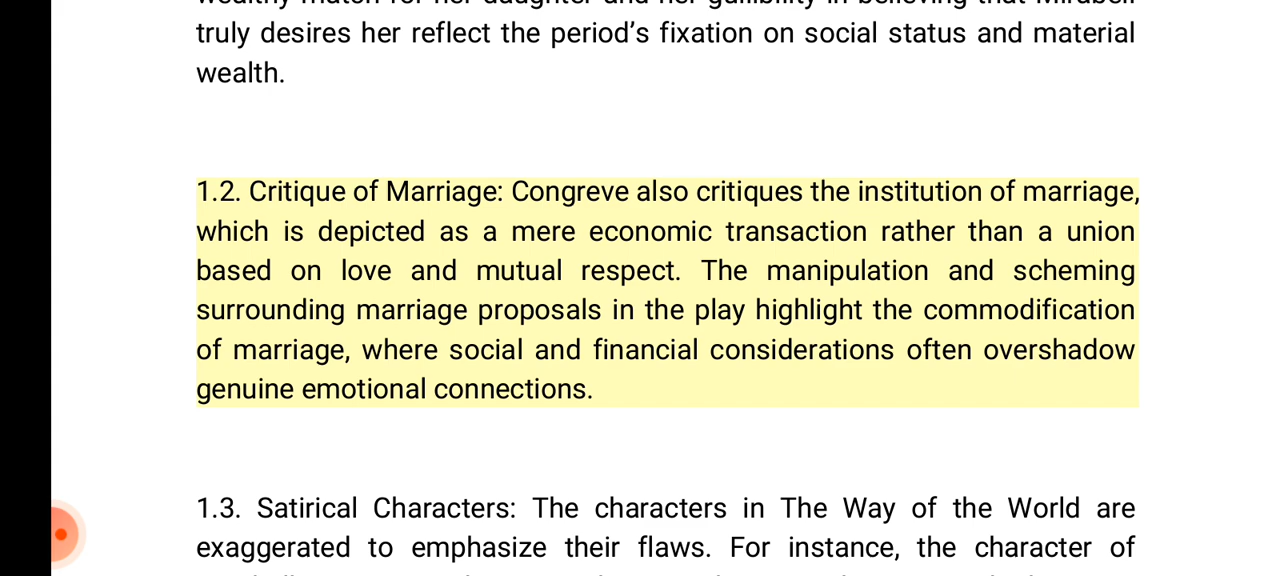 truly desires her reflect the period’s fixation on social status and material
wealth.
1.2. Critique of Marriage: Congreve also critiques the institution of marriage,
which is depicted as a mere economic transaction rather than a union
based on love and mutual respect. The manipulation and scheming
surrounding marriage proposals in the play highlight the commodification
of marriage, where social and financial considerations often overshadow
genuine emotional connections.
1.3. Satirical Characters: The characters in The Way of the World are
exaggerated to emphasize their flaws. For instance, the character of